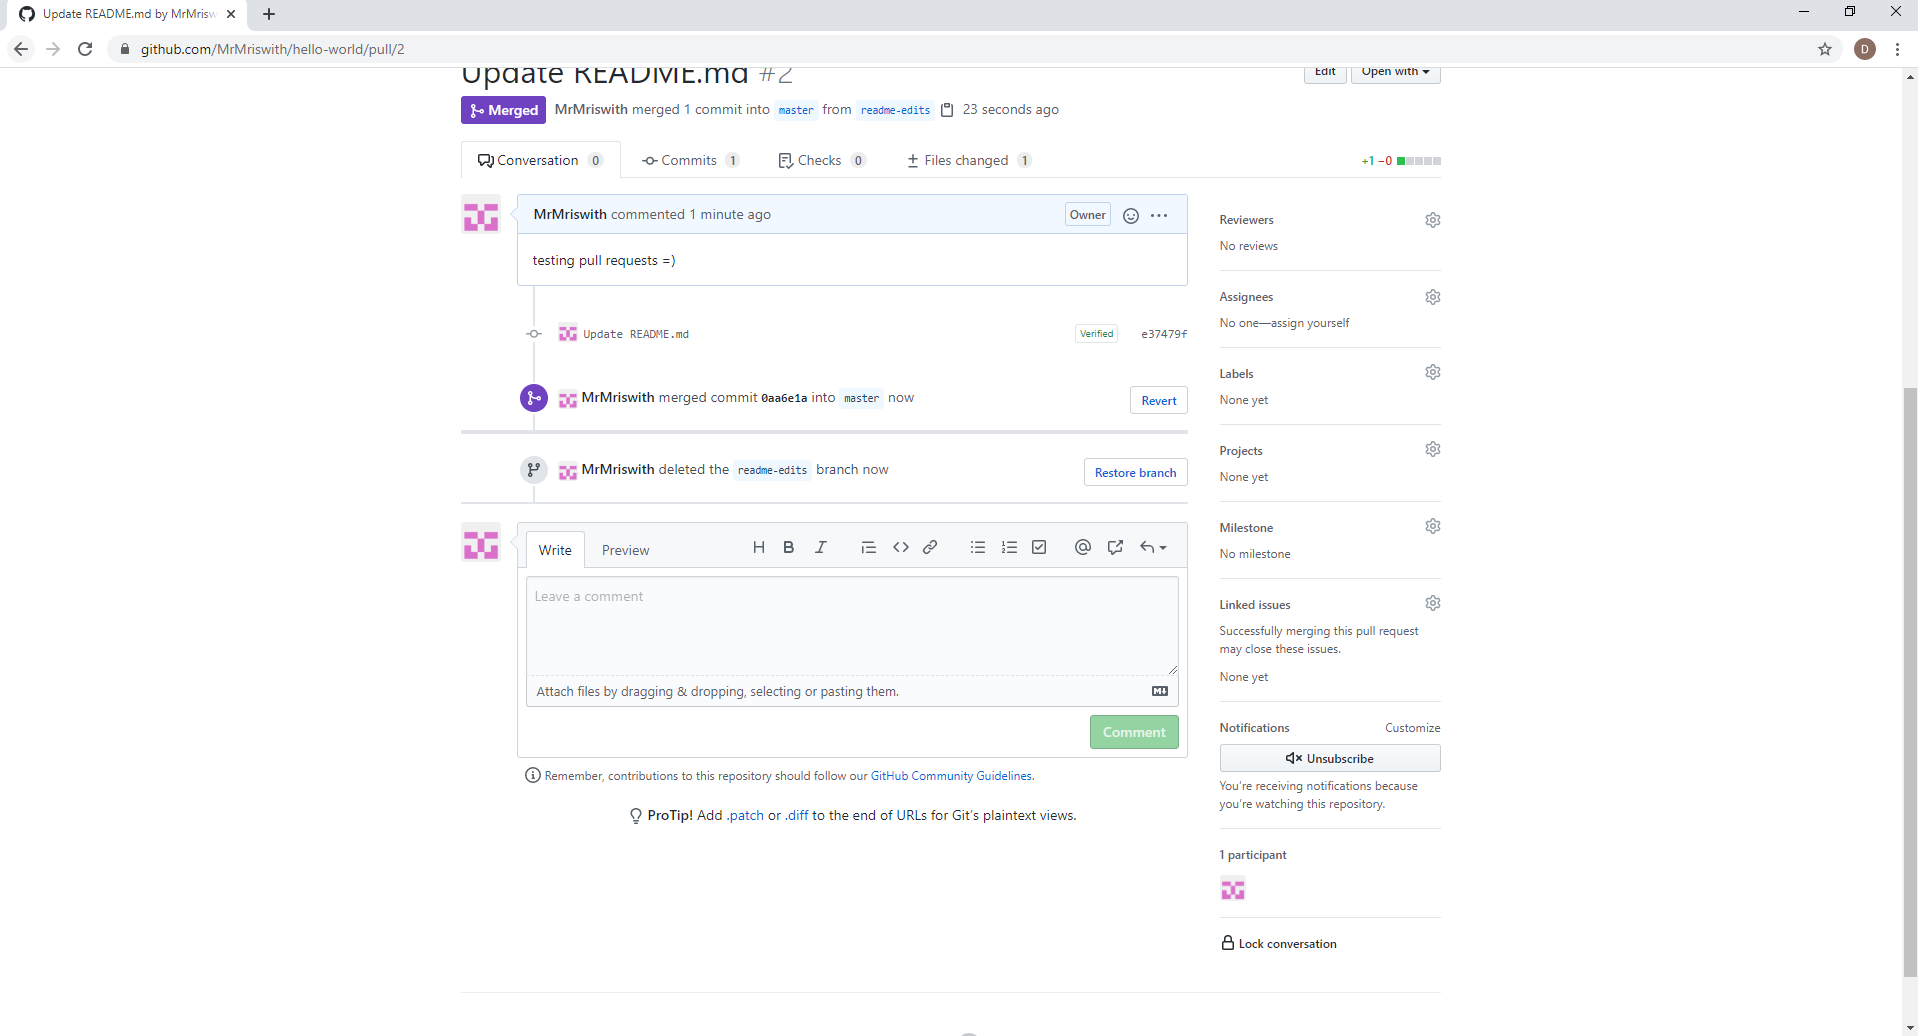 Update README.md by MrMrisw
github.com/MrMriswith/hello-world/pull/2
D
Update README.md #2
Edit
Open with
Merged
MrMriswith merged 1 commit into master from readme-edits 23 seconds ago
Conversation 0
Commits 1
Checks 0
Files changed 1
+1 −0
MrMriswith commented 1 minute ago
Owner
testing pull requests =)
Update README.md
Verified
e37479f
MrMriswith merged commit 0aa6e1a into master now
Revert
MrMriswith deleted the readme-edits branch now
Restore branch
Write
Preview
H B I
Leave a comment
Attach files by dragging & dropping, selecting or pasting them.
Comment
Remember, contributions to this repository should follow our GitHub Community Guidelines.
ProTip! Add .patch or .diff to the end of URLs for Git's plaintext views.
Reviewers
No reviews
Assignees
No one—assign yourself
Labels
None yet
Projects
None yet
Milestone
No milestone
Linked issues
Successfully merging this pull request
may close these issues.
None yet
Notifications
Customize
Unsubscribe
You're receiving notifications because
you're watching this repository.
1 participant
Lock conversation